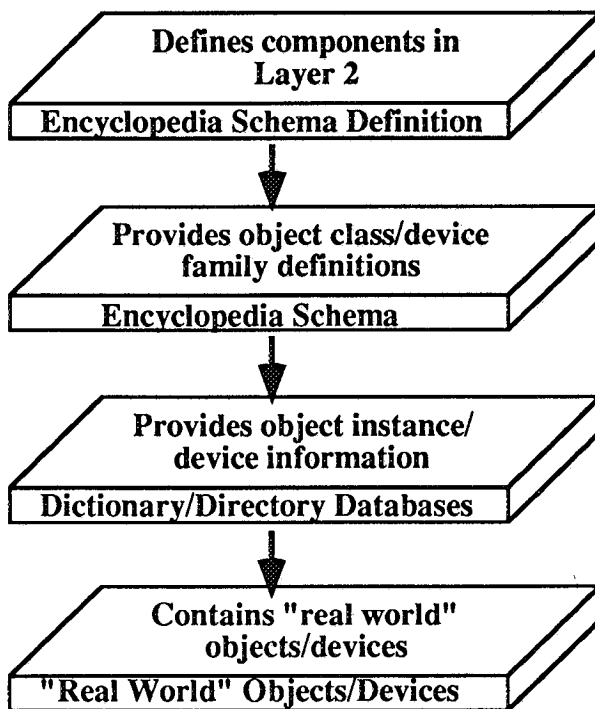 Defines components in
Layer 2
Encyclopedia Schema Definition
Provides object class/device
family definitions
Encyclopedia Schema
Provides object instance/
device information
Dictionary/Directory Databases
Contains "real world"
objects/devices
"Real World" Objects/Devices